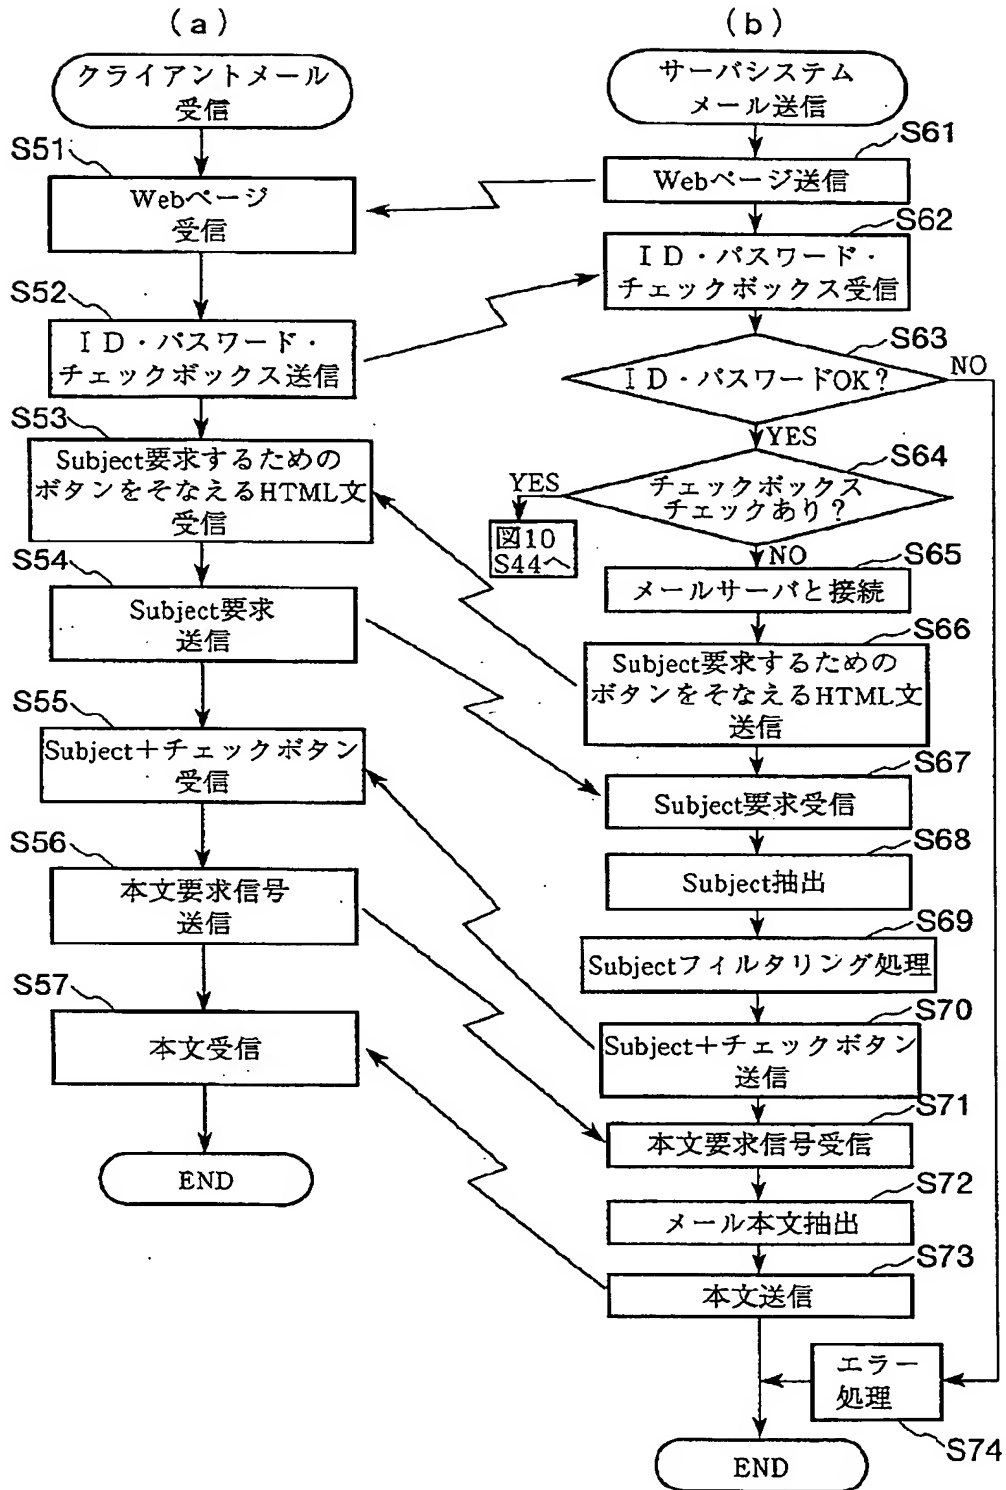 (a)
クライアントメール
受信
S51
Webページ
受信
S52
ＩＤ・パスワード・
チェックボックス送信
S53
Subject要求するための
ボタンをそなえるHTML文
受信
S54
Subject要求
送信
S55
Subject＋チェックボタン
受信
S56
本文要求信号
送信
S57
本文受信
END
(b)
サーバシステム
メール送信
S61
Webページ送信
S62
ＩＤ・パスワード・
チェックボックス受信
S63
ＩＤ・パスワードOK？
NO
YES
S64
チェックボックス
チェックあり？
YES
図10
S44へ
NO
S65
メールサーバと接続
S66
Subject要求するための
ボタンをそなえるHTML文
送信
S67
Subject要求受信
S68
Subject抽出
S69
Subjectフィルタリング処理
S70
Subject＋チェックボタン
送信
S71
本文要求信号受信
S72
メール本文抽出
S73
本文送信
エラー
処理
S74
END